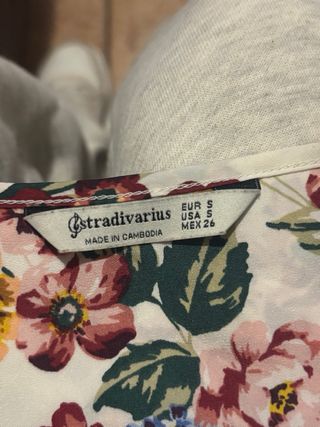 stradivarius
MADE IN CAMBODIA
EUR S
USA S
MEX 26